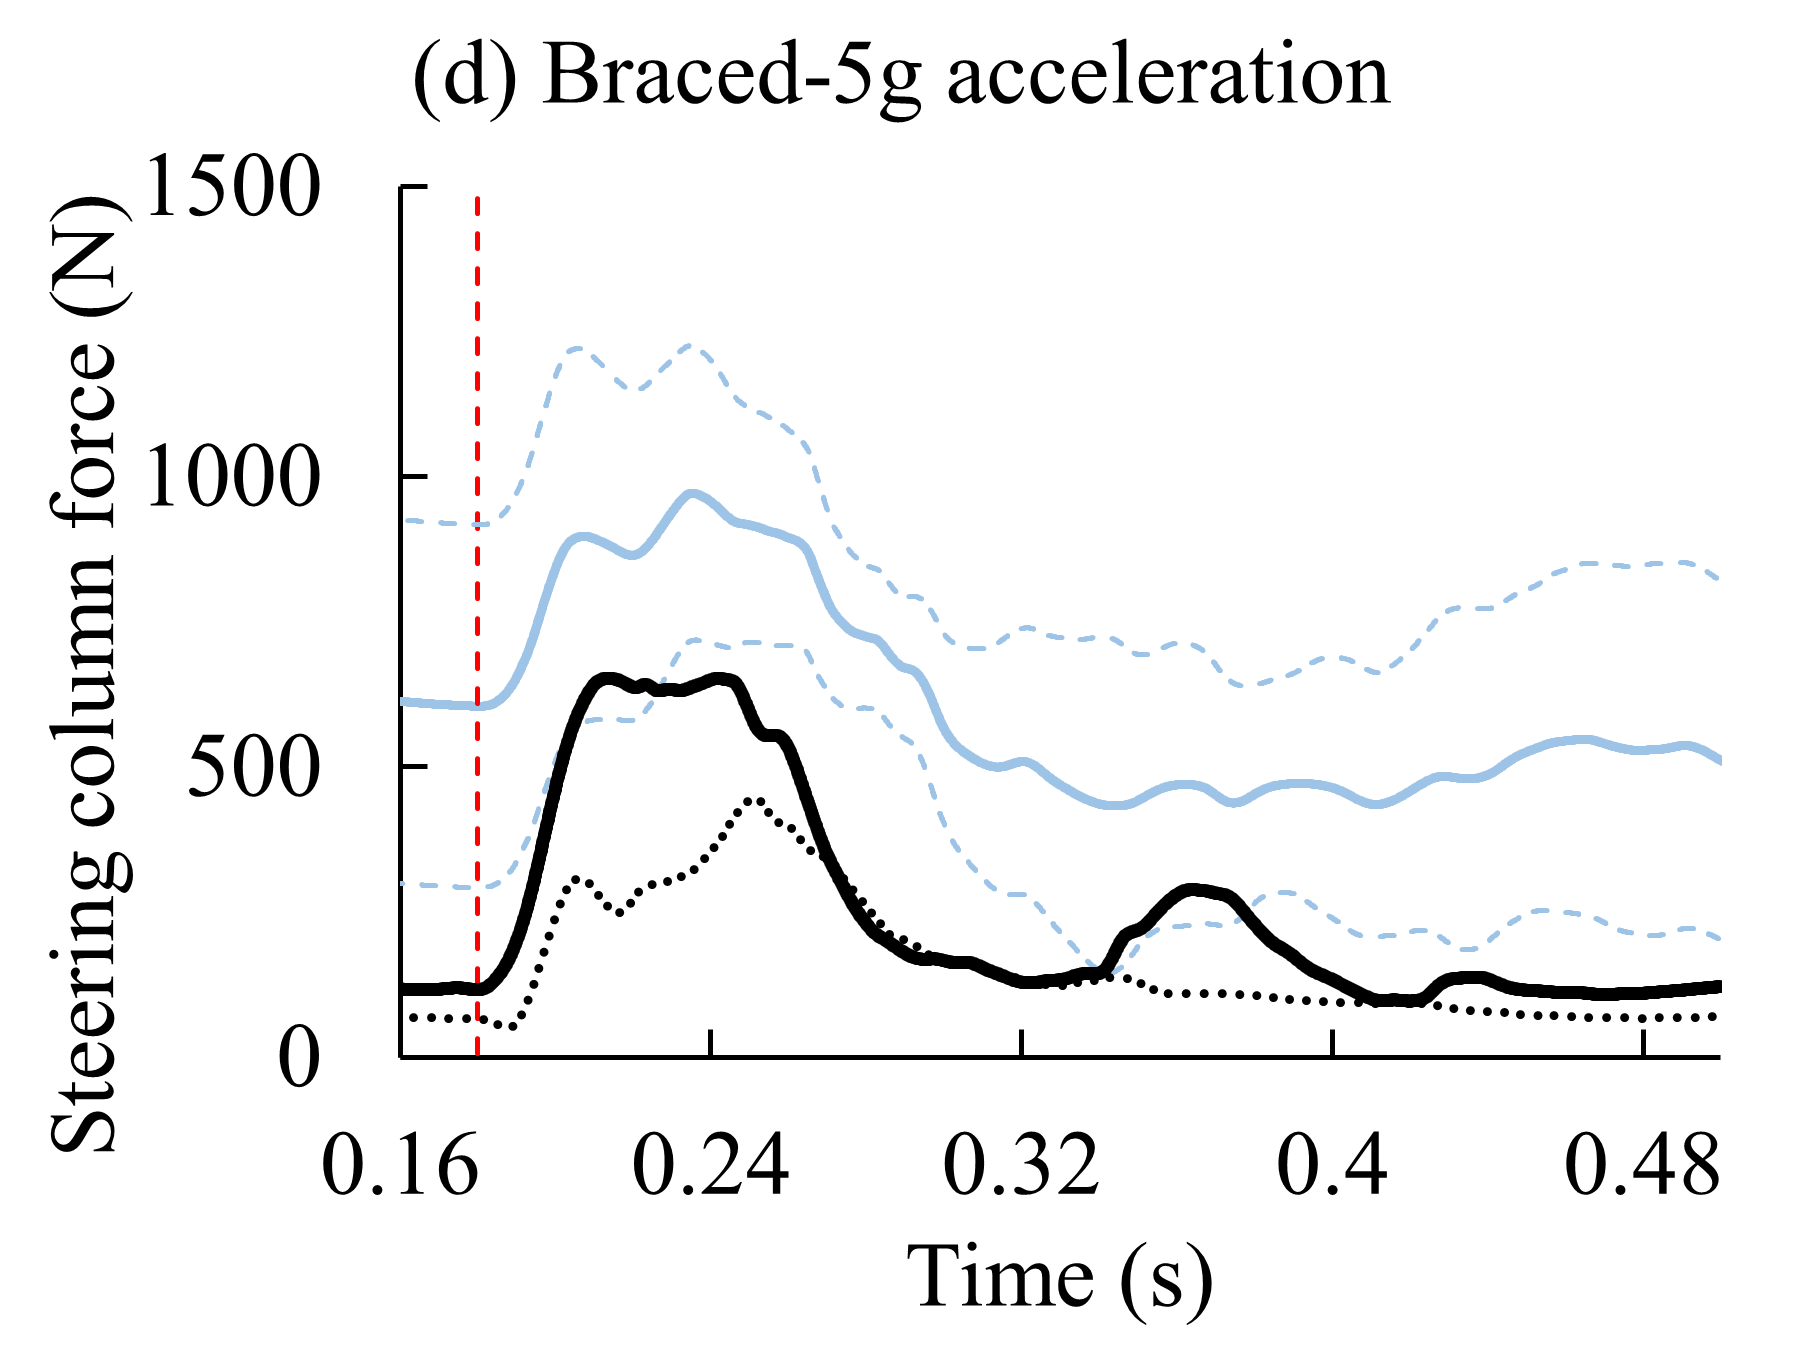 (d) Braced-5g acceleration
Steering column force (N)
1500
1000
500
0
0.16 0.24 0.32 0.4 0.48
Time (s)